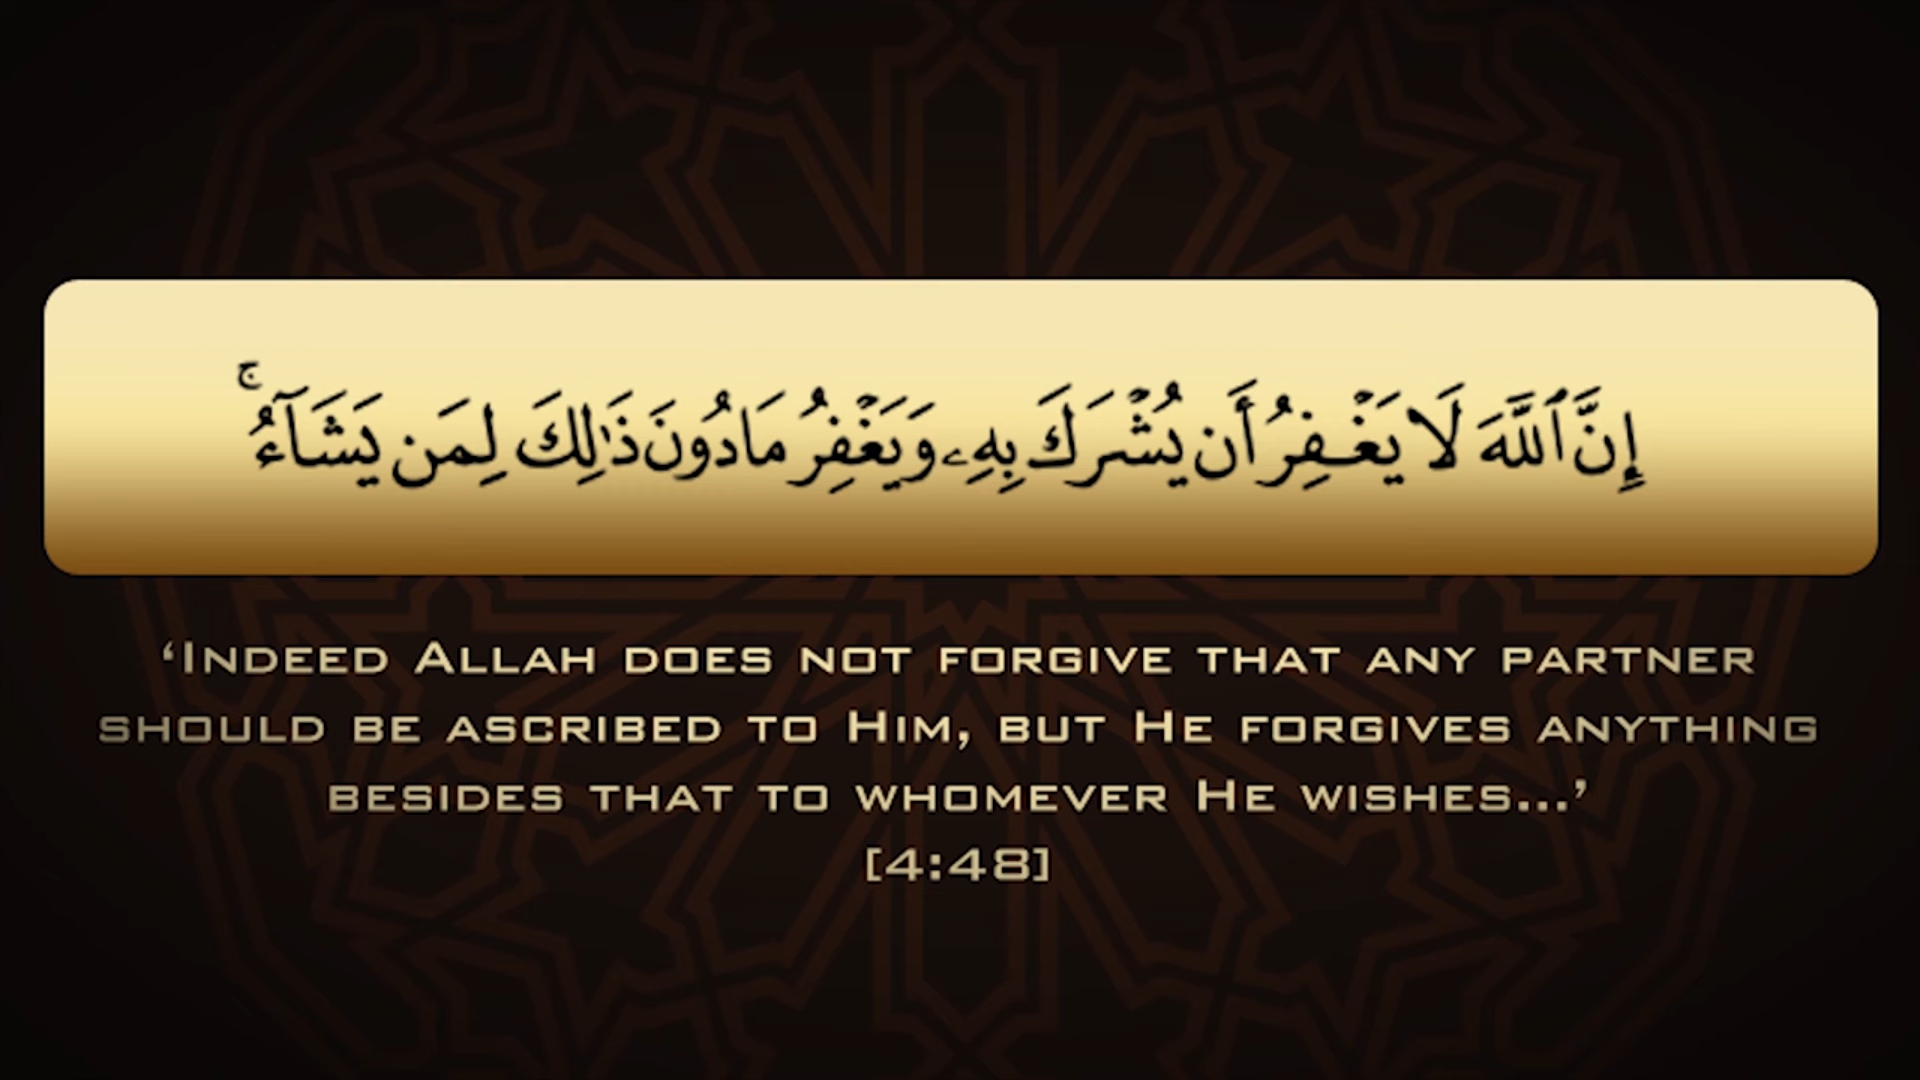 إِنَّ ٱللَّهَ لَا يَغْفِرُ أَن يُشْرَكَ بِهِۦ وَيَغْفِرُ مَا دُونَ ذَٰلِكَ لِمَن يَشَآءُ ۚ
‘Indeed Allah does not forgive that any partner
should be ascribed to Him, but He forgives anything
besides that to whomever He wishes...’
[4:48]